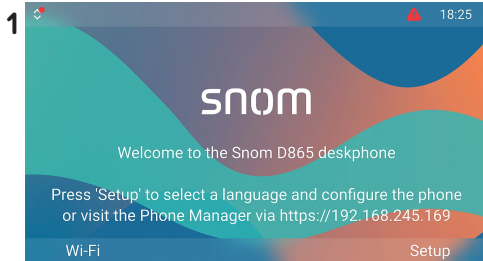 1
18:25
snom
Welcome to the Snom D865 deskphone
Press 'Setup' to select a language and configure the phone
or visit the Phone Manager via https://192.168.245.169
Wi-Fi Setup